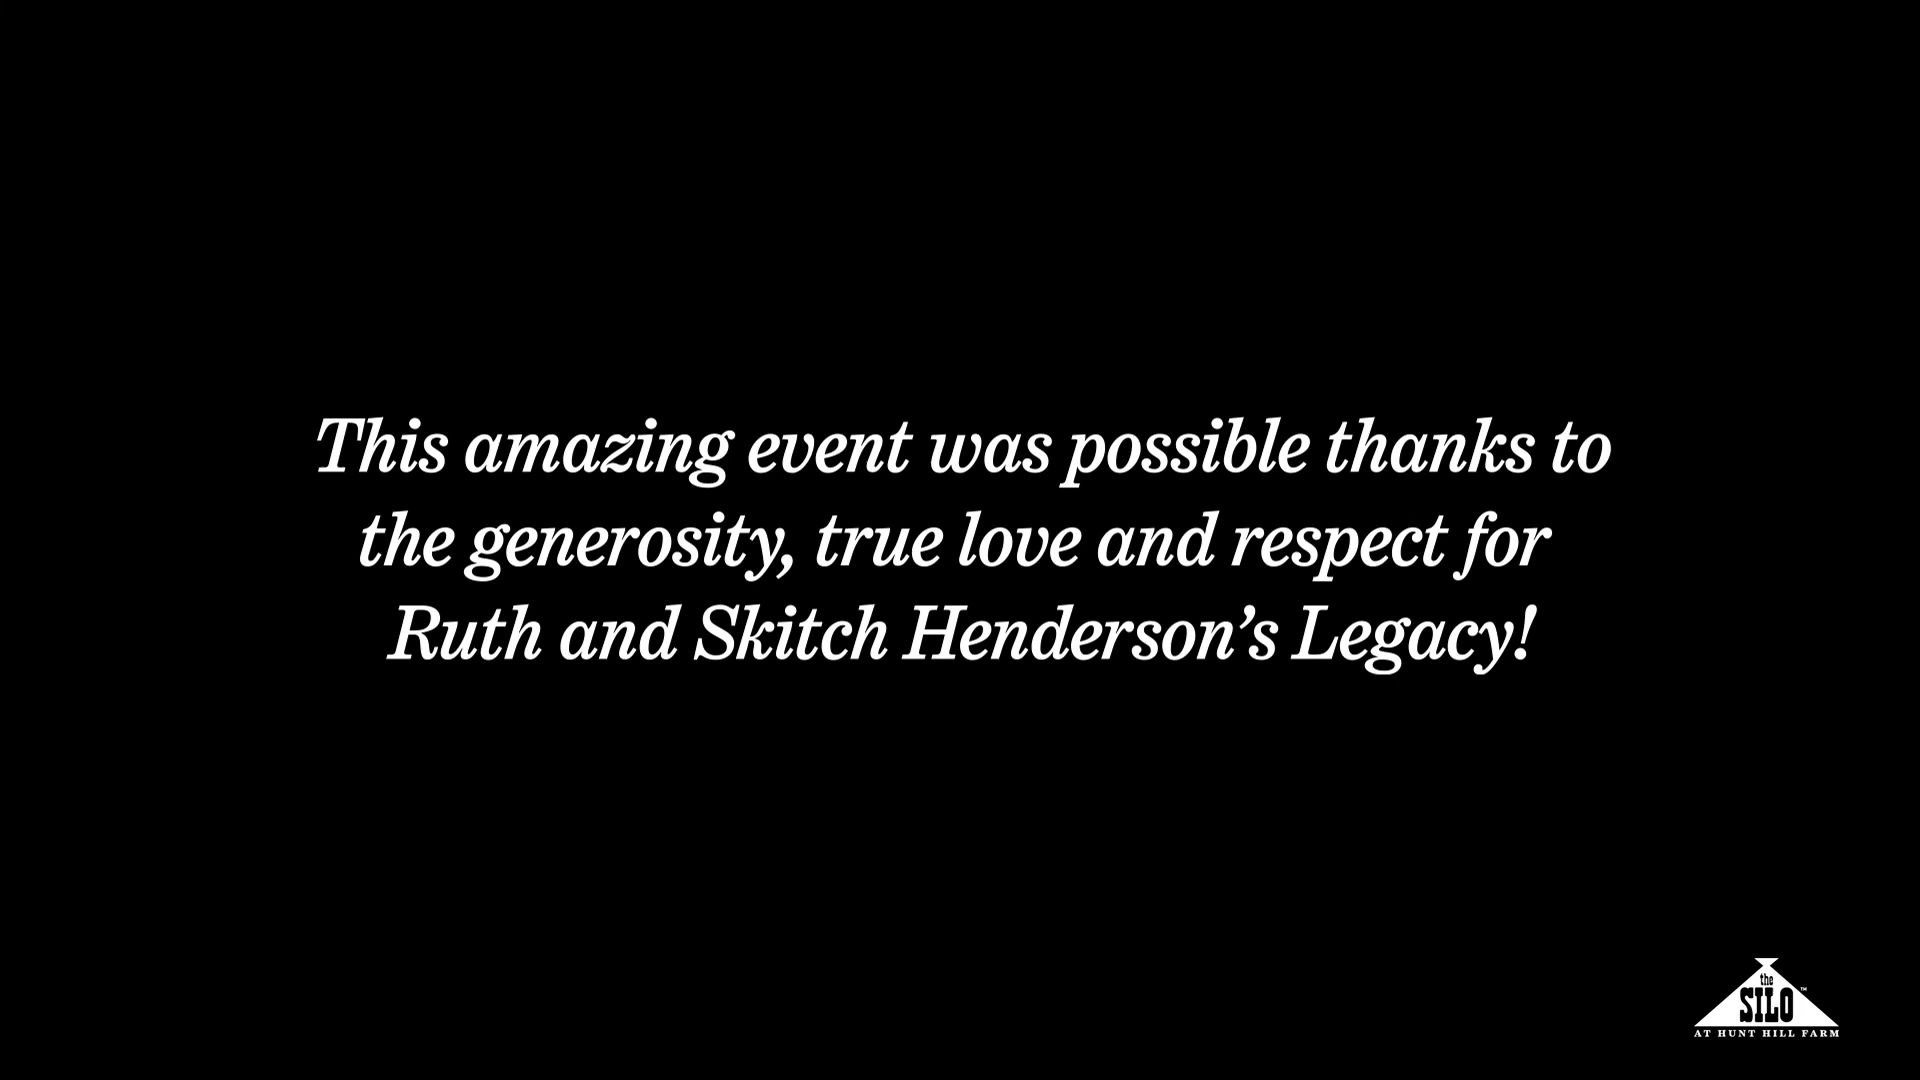 This amazing event was possible thanks to
the generosity, true love and respect for
Ruth and Skitch Henderson’s Legacy!
the
SILO™
AT HUNT HILL FARM